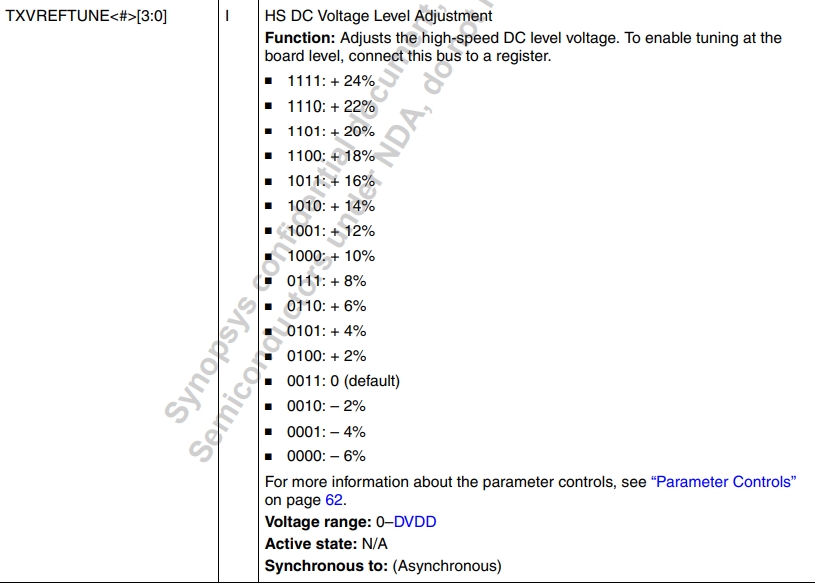 TXVREFTUNE<#>[3:0] I HS DC Voltage Level Adjustment
Function: Adjusts the high-speed DC level voltage. To enable tuning at the
board level, connect this bus to a register.
■ 1111: + 24%
■ 1110: + 22%
■ 1101: + 20%
■ 1100: + 18%
■ 1011: + 16%
■ 1010: + 14%
■ 1001: + 12%
■ 1000: + 10%
■ 0111: + 8%
■ 0110: + 6%
■ 0101: + 4%
■ 0100: + 2%
■ 0011: 0 (default)
■ 0010: – 2%
■ 0001: – 4%
■ 0000: – 6%
For more information about the parameter controls, see “Parameter Controls”
on page 62.
Voltage range: 0–DVDD
Active state: N/A
Synchronous to: (Asynchronous)
Synopsys confidential document,
Semiconductors under NDA, do not